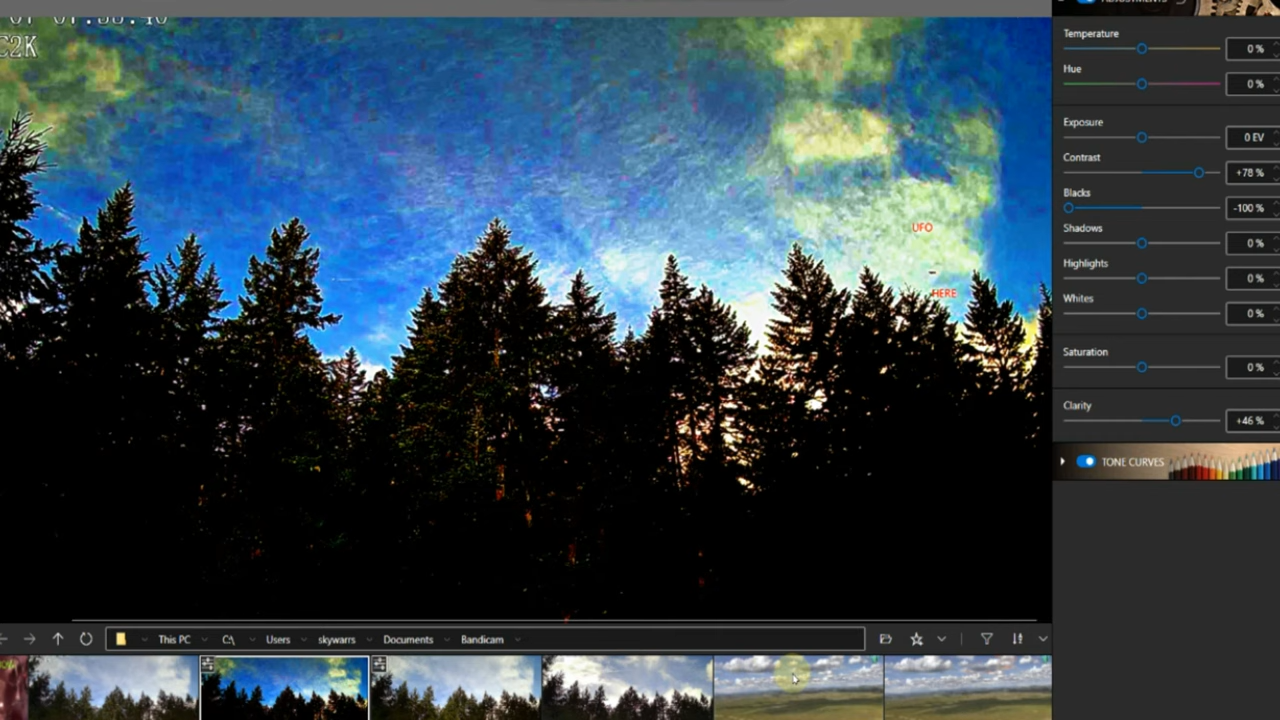 C2K
UFO
HERE
Temperature
0 %
Hue
0 %
Exposure
0 EV
Contrast
+78 %
Blacks
-100 %
Shadows
0 %
Highlights
0 %
Whites
0 %
Saturation
0 %
Clarity
+46 %
TONE CURVES
This PC
C:\
Users
skywarrs
Documents
Bandicam